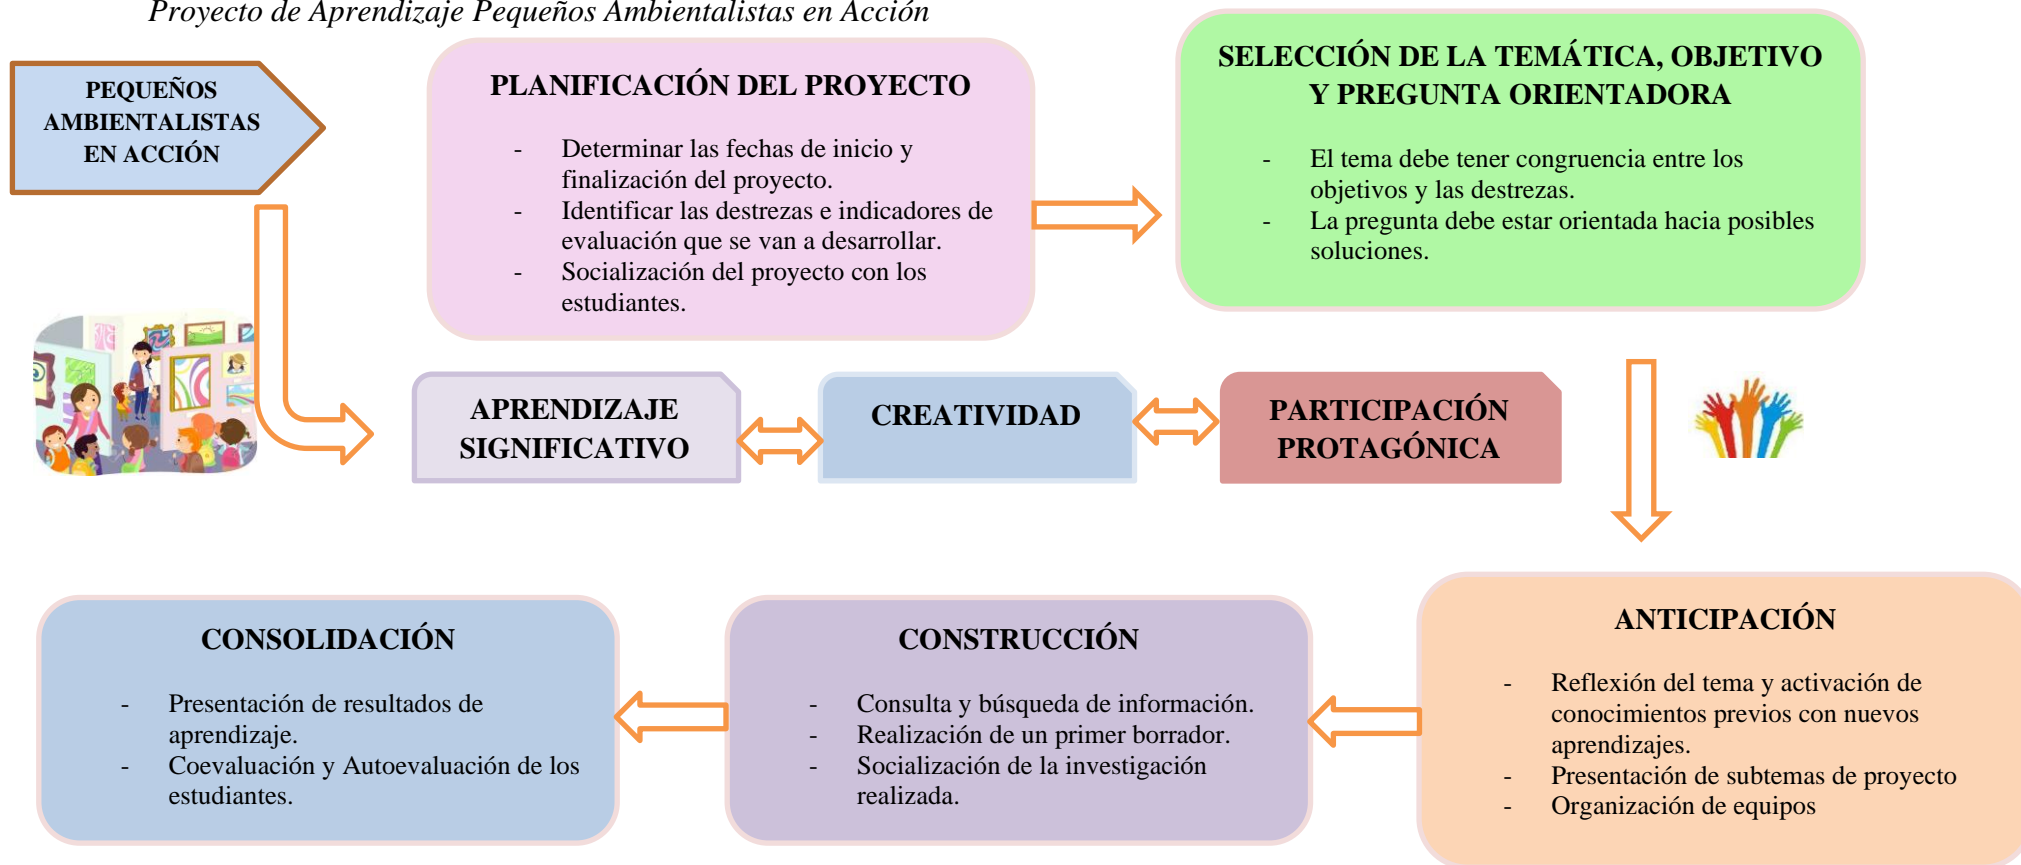 Proyecto de Aprendizaje Pequeños Ambientalistas en Acción
PEQUEÑOS
AMBIENTALISTAS
EN ACCIÓN
PLANIFICACIÓN DEL PROYECTO
- Determinar las fechas de inicio y
finalización del proyecto.
- Identificar las destrezas e indicadores de
evaluación que se van a desarrollar.
- Socialización del proyecto con los
estudiantes.
SELECCIÓN DE LA TEMÁTICA, OBJETIVO
Y PREGUNTA ORIENTADORA
- El tema debe tener congruencia entre los
objetivos y las destrezas.
- La pregunta debe estar orientada hacia posibles
soluciones.
APRENDIZAJE
SIGNIFICATIVO
CREATIVIDAD
PARTICIPACIÓN
PROTAGÓNICA
ANTICIPACIÓN
- Reflexión del tema y activación de
conocimientos previos con nuevos
aprendizajes.
- Presentación de subtemas de proyecto
- Organización de equipos
CONSTRUCCIÓN
- Consulta y búsqueda de información.
- Realización de un primer borrador.
- Socialización de la investigación
realizada.
CONSOLIDACIÓN
- Presentación de resultados de
aprendizaje.
- Coevaluación y Autoevaluación de los
estudiantes.